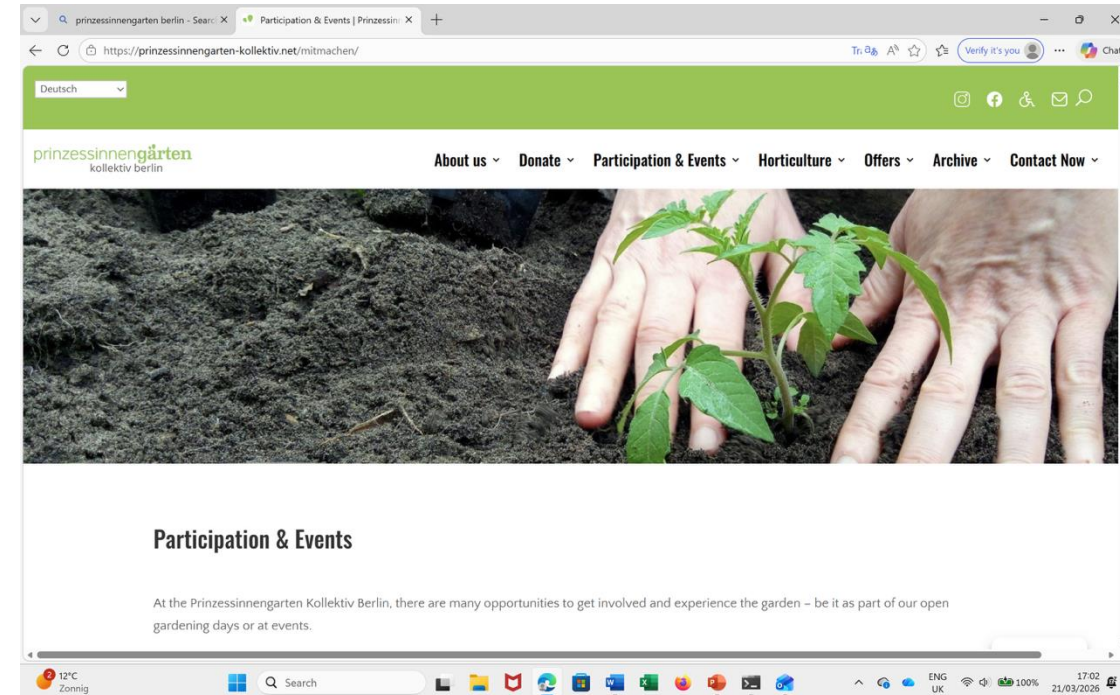 prinzessinnengarten berlin - Searc
Participation & Events | Prinzessin
https://prinzessinnengarten-kollektiv.net/mitmachen/
Verify it's you
Chat
Deutsch
prinzessinnengärten
kollektiv berlin
About us
Donate
Participation & Events
Horticulture
Offers
Archive
Contact Now
Participation & Events
At the Prinzessinnengarten Kollektiv Berlin, there are many opportunities to get involved and experience the garden – be it as part of our open
gardening days or at events.
2
12°C
Zonnig
Search
ENG
UK
100%
17:02
21/03/2026